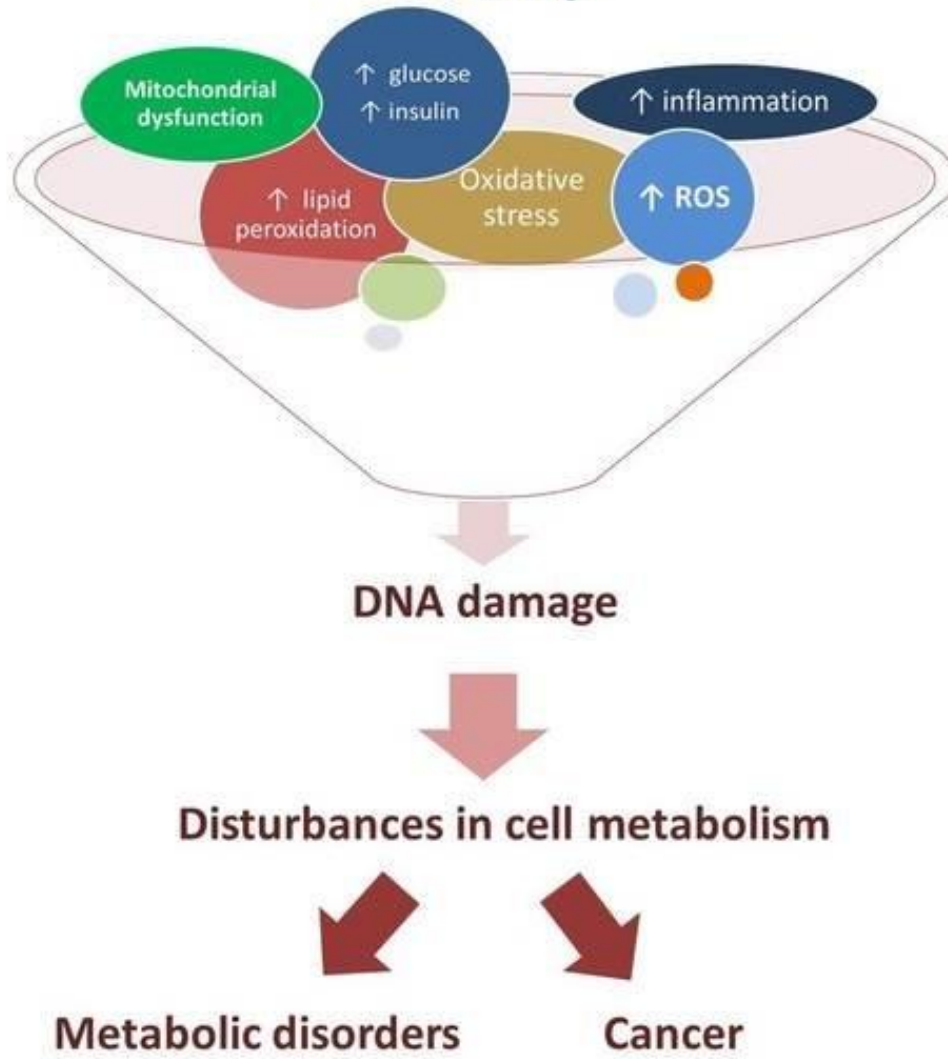 Mitochondrial
dysfunction
↑ glucose
↑ insulin
↑ inflammation
↑ lipid
peroxidation
Oxidative
stress
↑ ROS
DNA damage
Disturbances in cell metabolism
Metabolic disorders
Cancer